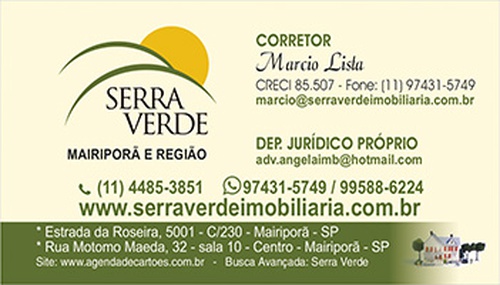 CORRETOR
Marcio Lista
CRECI 85.507 - Fone: (11) 97431-5749
marcio@serraverdeimobiliaria.com.br
SERRA
VERDE
MAIRIPORÃ E REGIÃO
DEP. JURÍDICO PRÓPRIO
adv.angelaimb@hotmail.com
(11) 4485-3851 97431-5749 / 99588-6224
www.serraverdeimobiliaria.com.br
* Estrada da Roseira, 5001 - C/230 - Mairiporã - SP
* Rua Motomo Maeda, 32 - sala 10 - Centro - Mairiporã - SP
Site: www.agendadecartoes.com.br - Busca Avançada: Serra Verde